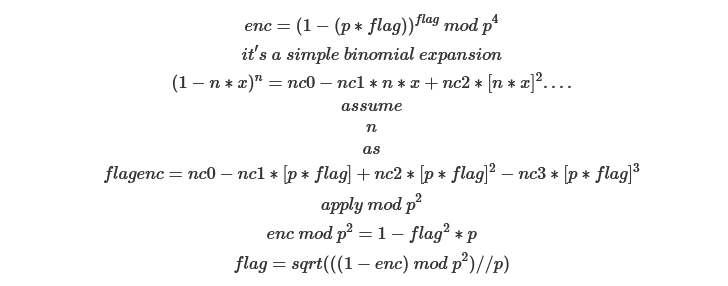 enc = (1 − (p ∗ flag))^flag mod p^4
it's a simple binomial expansion
(1 − n ∗ x)^n = nc0 − nc1 ∗ n ∗ x + nc2 ∗ [n ∗ x]^2 . . . .
assume
n
as
flagenc = nc0 − nc1 ∗ [p ∗ flag] + nc2 ∗ [p ∗ flag]^2 − nc3 ∗ [p ∗ flag]^3
apply mod p^2
enc mod p^2 = 1 − flag^2 ∗ p
flag = sqrt(((1 − enc) mod p^2)//p)